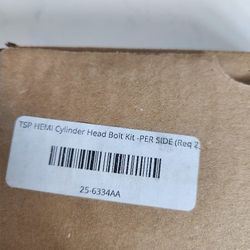 TSP HEMI Cylinder Head Bolt Kit -PER SIDE (Req 2
25-6334AA